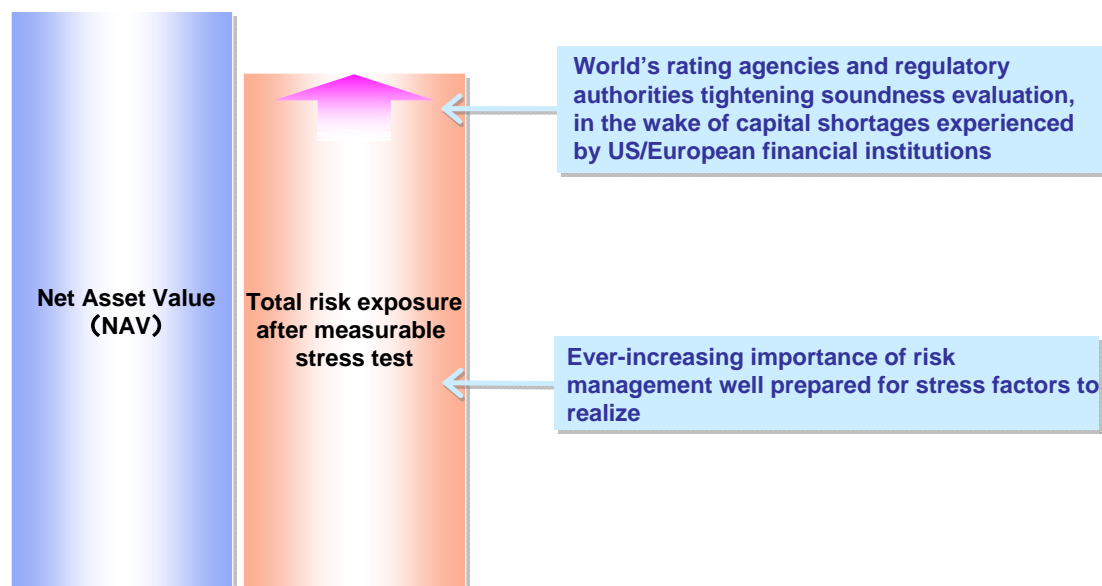 World's rating agencies and regulatory
authorities tightening soundness evaluation,
in the wake of capital shortages experienced
by US/European financial institutions
Net Asset Value
（NAV）
Total risk exposure
after measurable
stress test
Ever-increasing importance of risk
management well prepared for stress factors to
realize